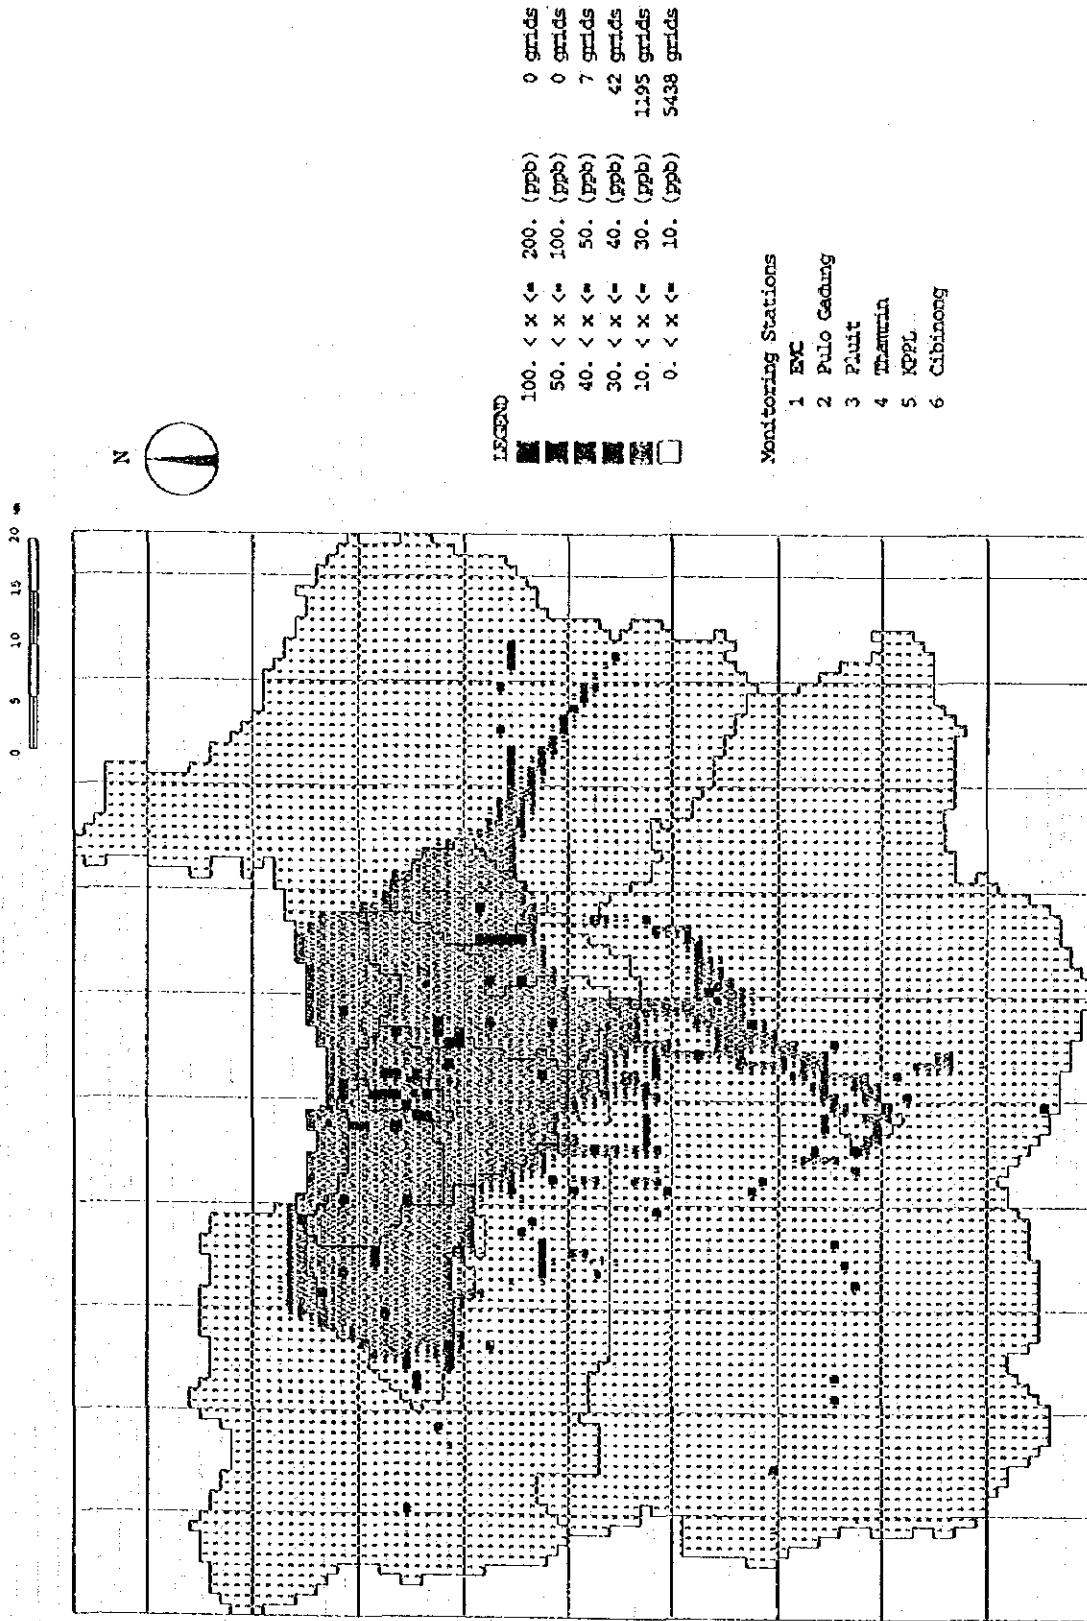 N
0 5 10 15 20
LEGEND
100. < x <= 200. (ppb) 0 grids
50. < x <= 100. (ppb) 0 grids
40. < x <= 50. (ppb) 7 grids
30. < x <= 40. (ppb) 42 grids
10. < x <= 30. (ppb) 1195 grids
0. < x <= 10. (ppb) 5438 grids
Monitoring Stations
1 EMC
2 Pulo Gadung
3 Pluit
4 Thamrin
5 KPPL
6 Cibinong